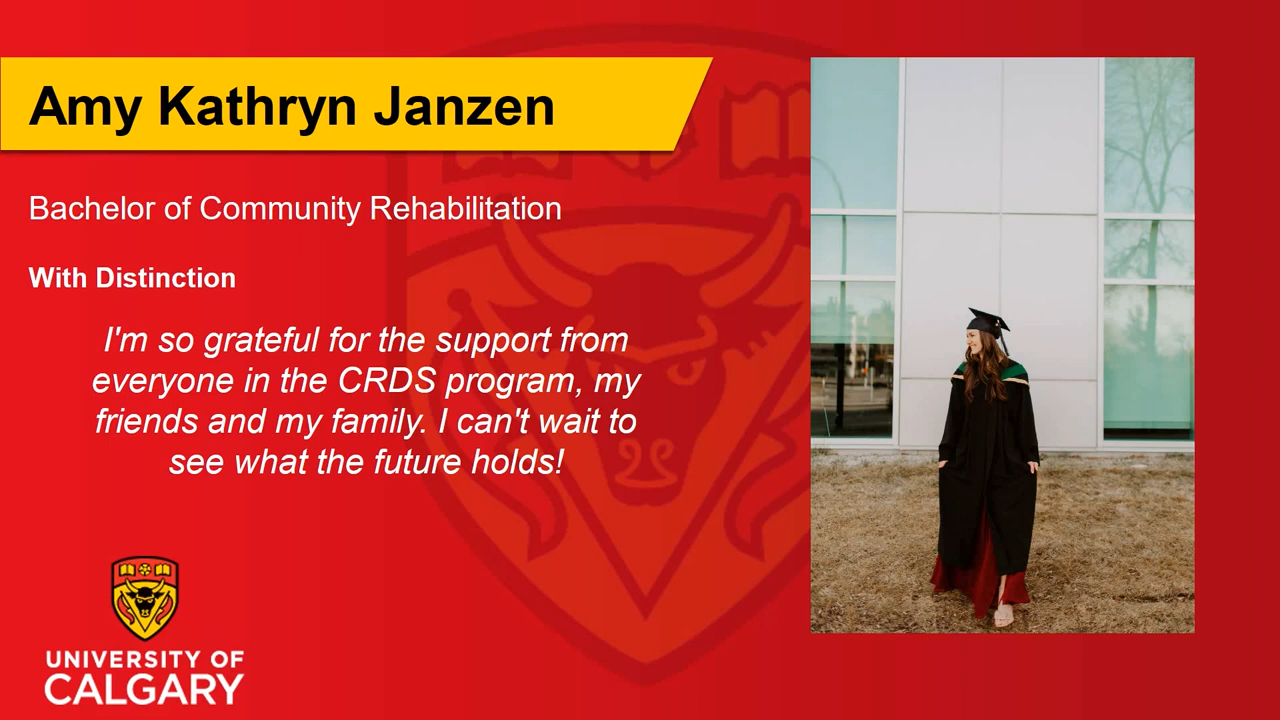 Amy Kathryn Janzen
Bachelor of Community Rehabilitation
With Distinction
I'm so grateful for the support from
everyone in the CRDS program, my
friends and my family. I can't wait to
see what the future holds!
UNIVERSITY OF
CALGARY